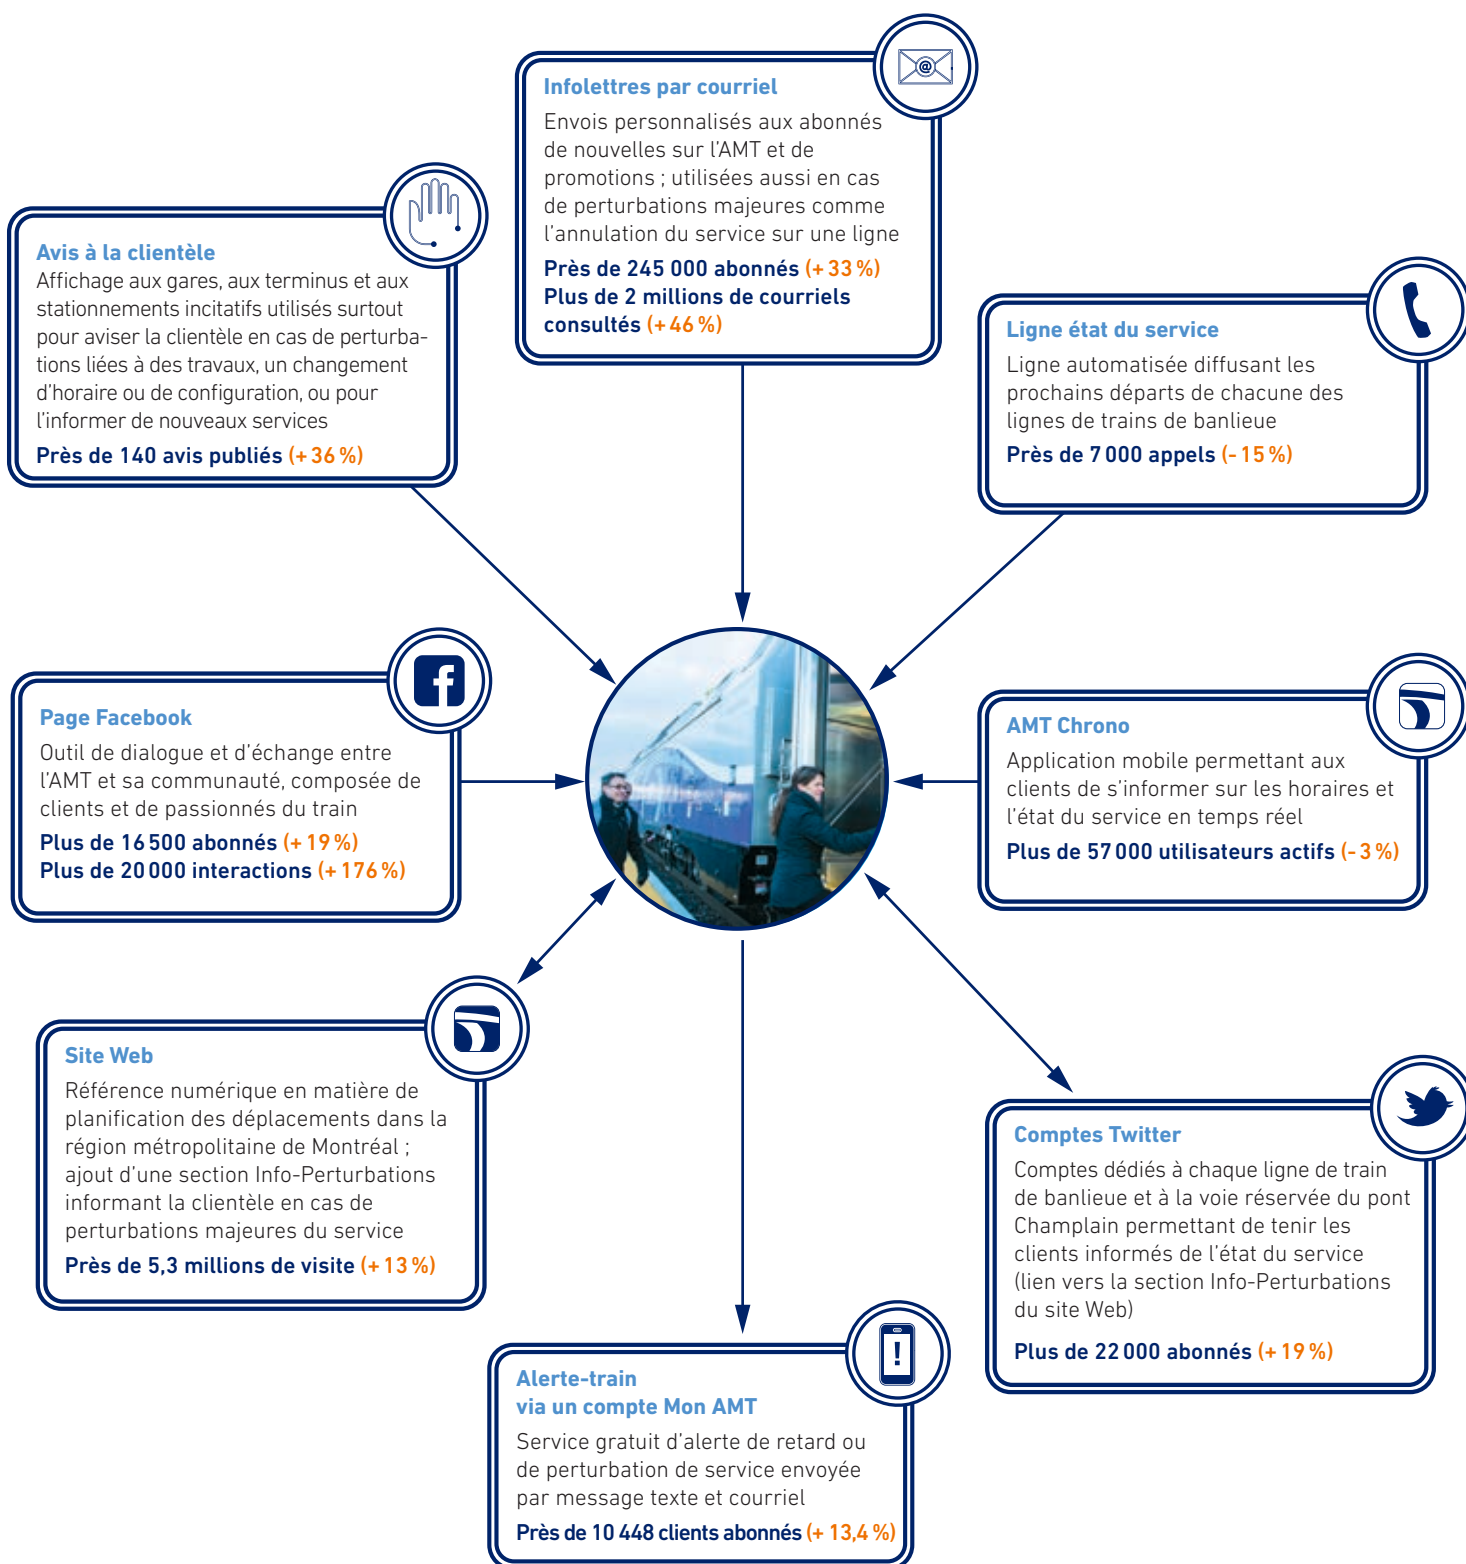 @
Infolettres par courriel
Envois personnalisés aux abonnés
de nouvelles sur l'AMT et de
promotions ; utilisées aussi en cas
de perturbations majeures comme
l'annulation du service sur une ligne
Près de 245 000 abonnés (+ 33 %)
Plus de 2 millions de courriels
consultés (+ 46 %)
Avis à la clientèle
Affichage aux gares, aux terminus et aux
stationnements incitatifs utilisés surtout
pour aviser la clientèle en cas de perturba-
tions liées à des travaux, un changement
d'horaire ou de configuration, ou pour
l'informer de nouveaux services
Près de 140 avis publiés (+ 36 %)
Ligne état du service
Ligne automatisée diffusant les
prochains départs de chacune des
lignes de trains de banlieue
Près de 7 000 appels (- 15 %)
Page Facebook
Outil de dialogue et d'échange entre
l'AMT et sa communauté, composée de
clients et de passionnés du train
Plus de 16 500 abonnés (+ 19 %)
Plus de 20 000 interactions (+ 176 %)
AMT Chrono
Application mobile permettant aux
clients de s'informer sur les horaires et
l'état du service en temps réel
Plus de 57 000 utilisateurs actifs (- 3 %)
Site Web
Référence numérique en matière de
planification des déplacements dans la
région métropolitaine de Montréal ;
ajout d'une section Info-Perturbations
informant la clientèle en cas de
perturbations majeures du service
Près de 5,3 millions de visite (+ 13 %)
Comptes Twitter
Comptes dédiés à chaque ligne de train
de banlieue et à la voie réservée du pont
Champlain permettant de tenir les
clients informés de l'état du service
(lien vers la section Info-Perturbations
du site Web)
Plus de 22 000 abonnés (+ 19 %)
!
Alerte-train
via un compte Mon AMT
Service gratuit d'alerte de retard ou
de perturbation de service envoyée
par message texte et courriel
Près de 10 448 clients abonnés (+ 13,4 %)